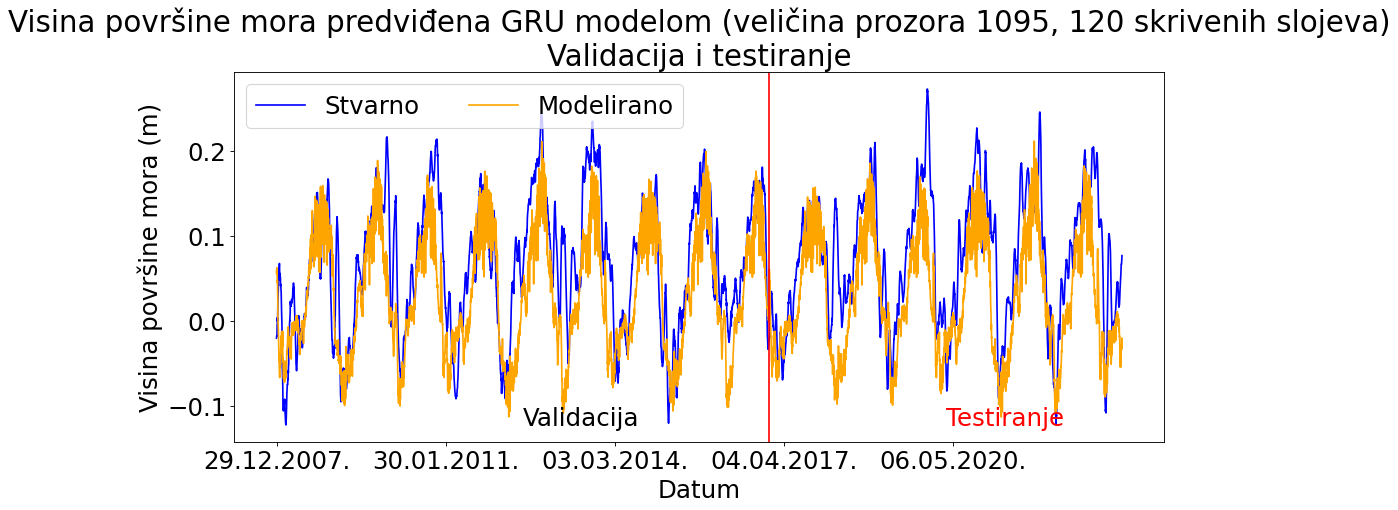 Visina površine mora predviđena GRU modelom (veličina prozora 1095, 120 skrivenih slojeva)
Validacija i testiranje
Stvarno
Modelirano
Visina površine mora (m)
0.2
0.1
0.0
−0.1
Validacija
Testiranje
29.12.2007.
30.01.2011.
03.03.2014.
04.04.2017.
06.05.2020.
Datum